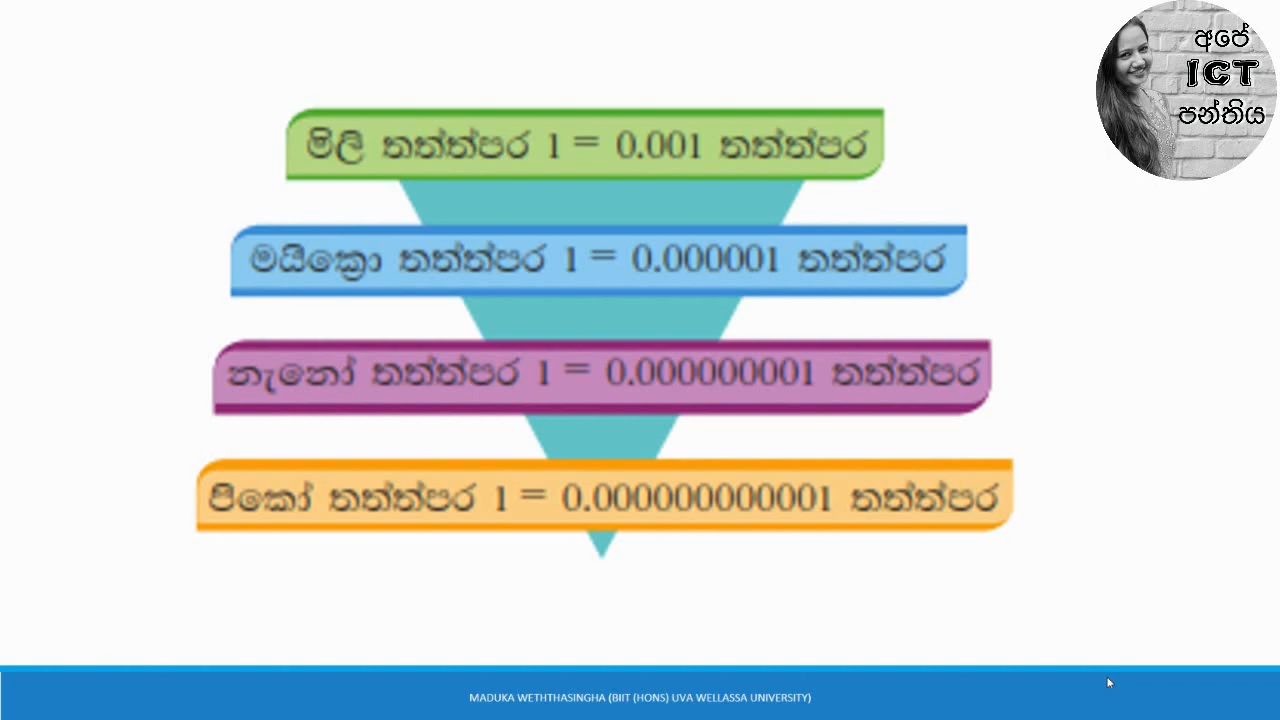 අපේ
ICT
පන්තිය
මිලි තත්ත්පර 1 = 0.001 තත්ත්පර
මයික්‍රො තත්ත්පර 1 = 0.000001 තත්ත්පර
නැනෝ තත්ත්පර 1 = 0.000000001 තත්ත්පර
පිකෝ තත්ත්පර 1 = 0.000000000001 තත්ත්පර
MADUKA WETHTHASINGHA (BIIT (HONS) UVA WELLASSA UNIVERSITY)